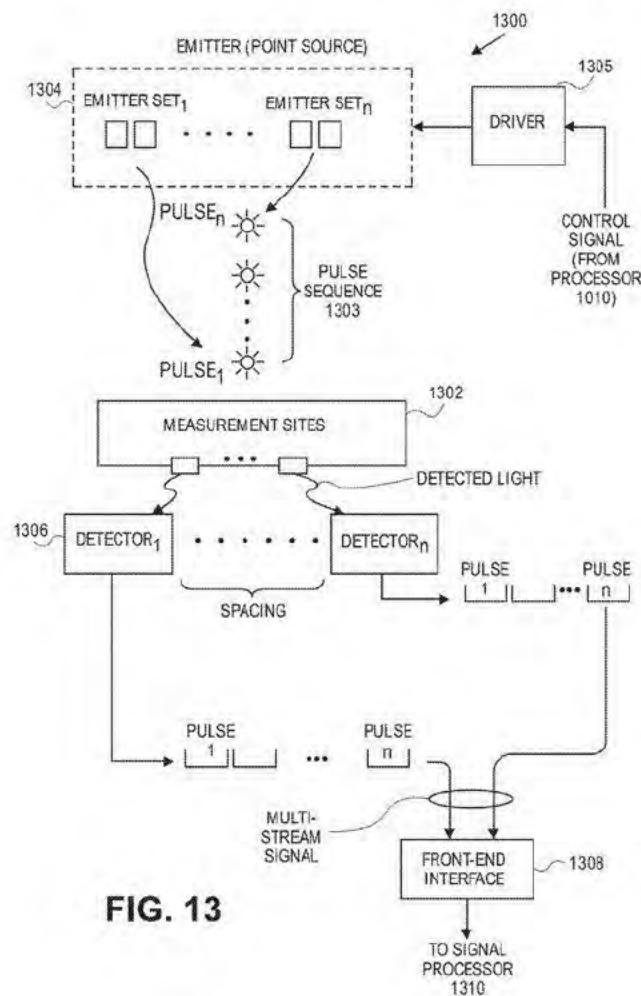 1300
EMITTER (POINT SOURCE)
1304
1305
EMITTER SET1
EMITTER SETn
DRIVER
PULSEn
PULSE
SEQUENCE
1303
CONTROL
SIGNAL
(FROM
PROCESSOR
1010)
PULSE1
1302
MEASUREMENT SITES
DETECTED LIGHT
1306
DETECTOR1
DETECTORn
SPACING
PULSE
1
PULSE
n
PULSE
1
PULSE
n
MULTI-
STREAM
SIGNAL
FRONT-END
INTERFACE
1308
FIG. 13
TO SIGNAL
PROCESSOR
1310